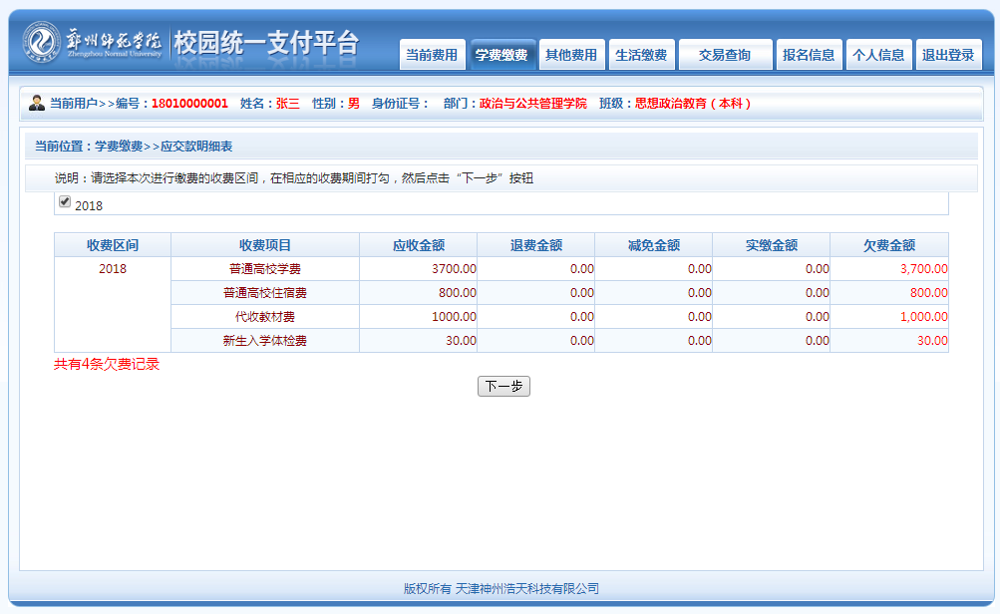 郑州师范学院 校园统一支付平台
Zhengzhou Normal University
当前费用 学费缴费 其他费用 生活缴费 交易查询 报名信息 个人信息 退出登录
当前用户>>编号：18010000001 姓名：张三 性别：男 身份证号： 部门：政治与公共管理学院 班级：思想政治教育（本科）
当前位置：学费缴费>>应交款明细表
说明：请选择本次进行缴费的收费区间，在相应的收费期间打勾，然后点击“下一步”按钮
2018
收费区间 收费项目 应收金额 退费金额 减免金额 实缴金额 欠费金额
2018 普通高校学费 3700.00 0.00 0.00 0.00 3,700.00
普通高校住宿费 800.00 0.00 0.00 0.00 800.00
代收教材费 1000.00 0.00 0.00 0.00 1,000.00
新生入学体检费 30.00 0.00 0.00 0.00 30.00
共有4条欠费记录
下一步
版权所有 天津神州浩天科技有限公司